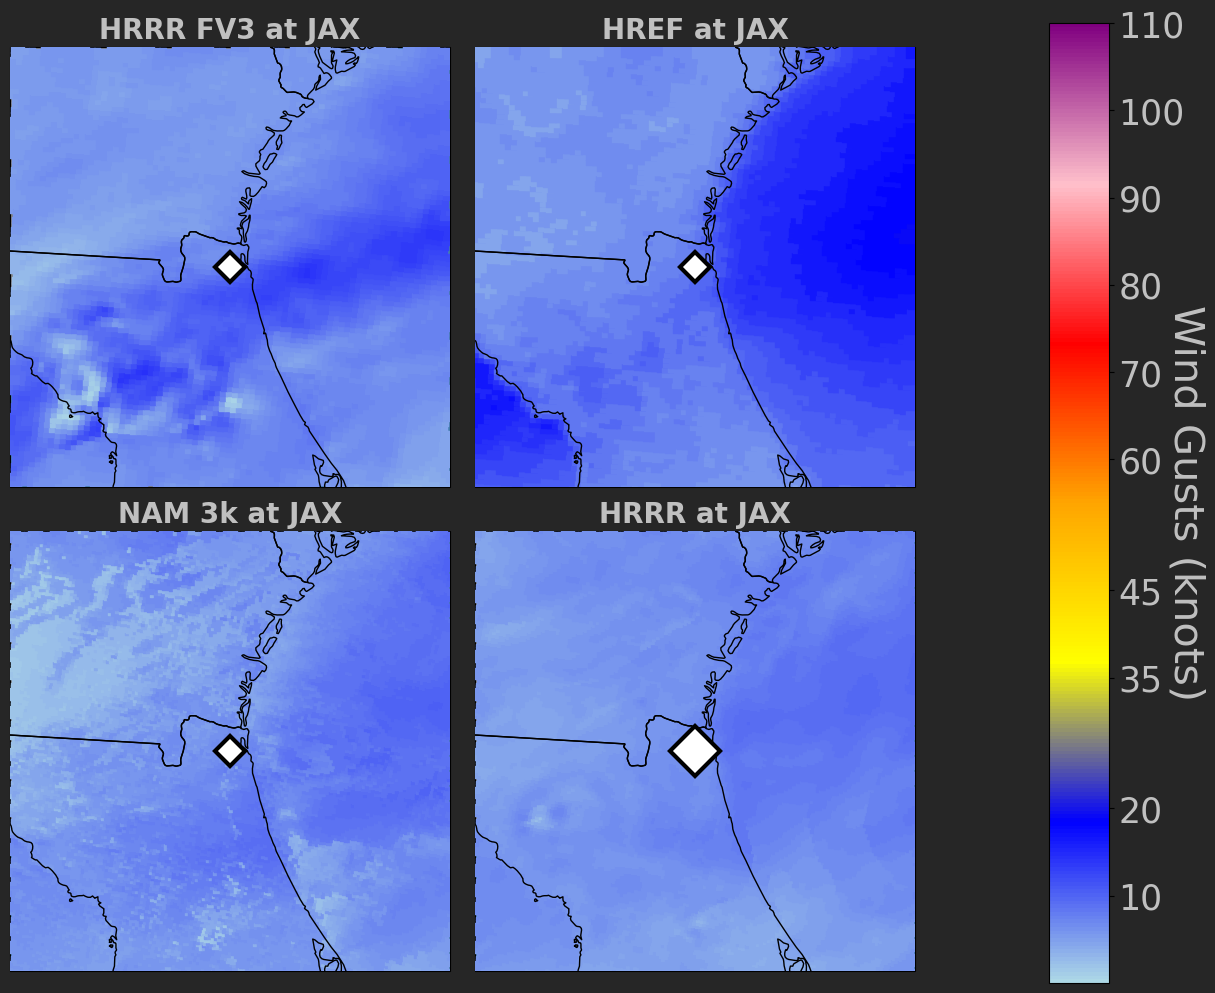 HRRR FV3 at JAX
HREF at JAX
NAM 3k at JAX
HRRR at JAX
110
100
90
80
70
60
45
35
20
10
Wind Gusts (knots)